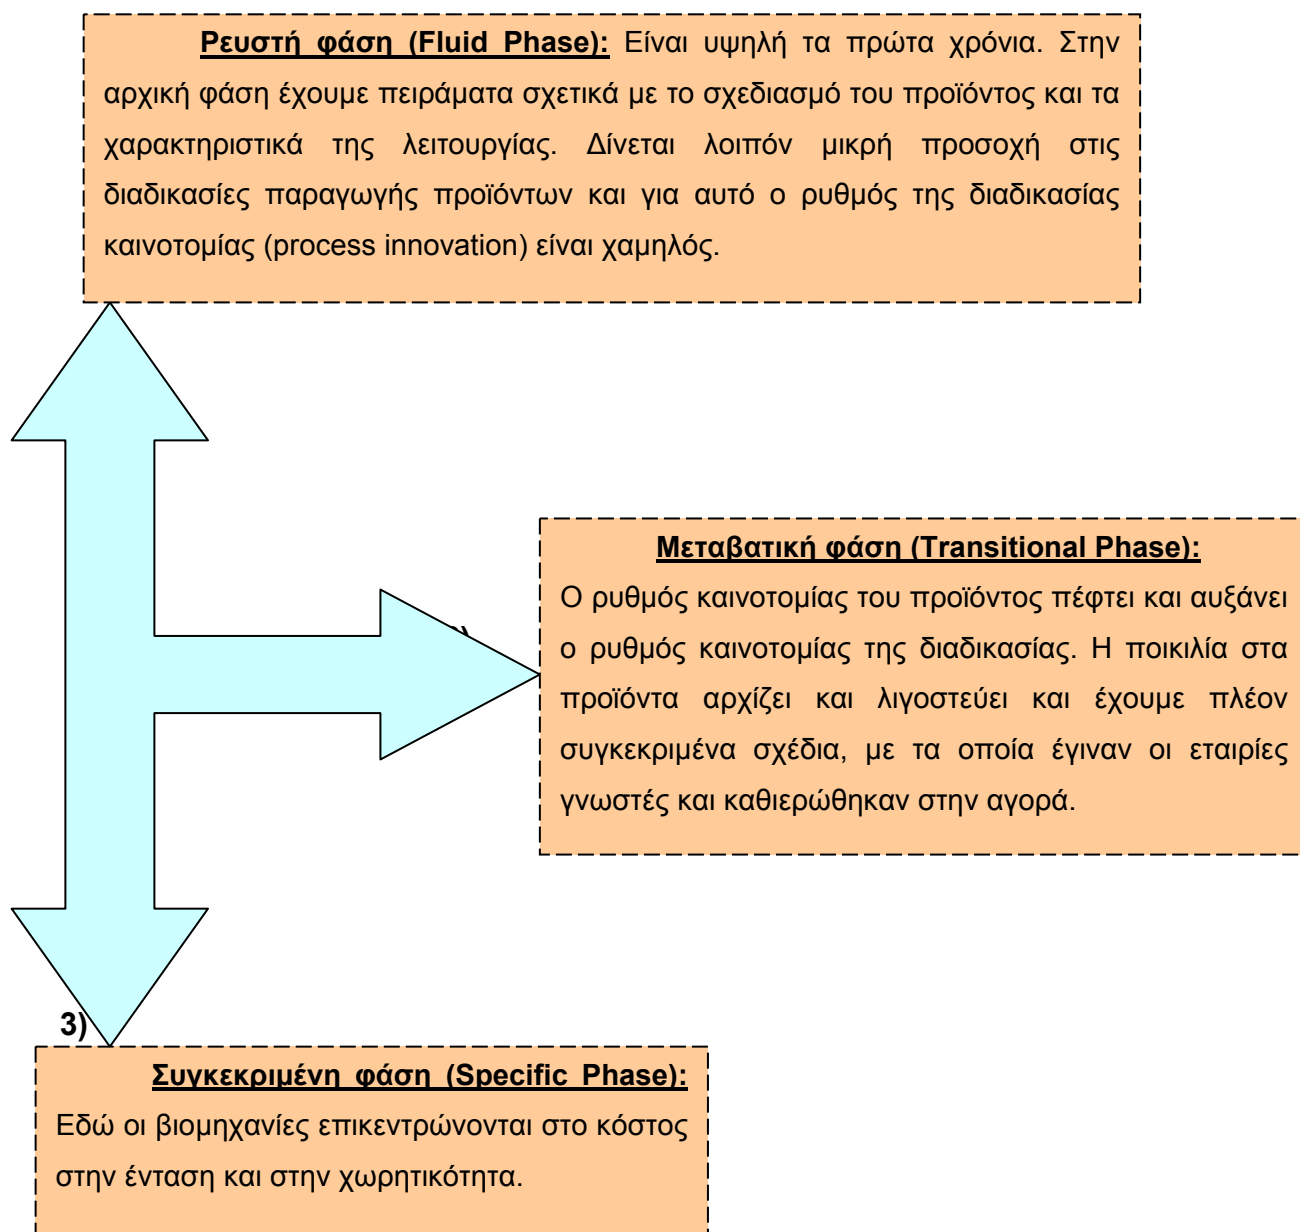 Ρευστή φάση (Fluid Phase): Είναι υψηλή τα πρώτα χρόνια. Στην
αρχική φάση έχουμε πειράματα σχετικά με το σχεδιασμό του προϊόντος και τα
χαρακτηριστικά της λειτουργίας. Δίνεται λοιπόν μικρή προσοχή στις
διαδικασίες παραγωγής προϊόντων και για αυτό ο ρυθμός της διαδικασίας
καινοτομίας (process innovation) είναι χαμηλός.
Μεταβατική φάση (Transitional Phase):
Ο ρυθμός καινοτομίας του προϊόντος πέφτει και αυξάνει
ο ρυθμός καινοτομίας της διαδικασίας. Η ποικιλία στα
προϊόντα αρχίζει και λιγοστεύει και έχουμε πλέον
συγκεκριμένα σχέδια, με τα οποία έγιναν οι εταιρίες
γνωστές και καθιερώθηκαν στην αγορά.
3)
Συγκεκριμένη φάση (Specific Phase):
Εδώ οι βιομηχανίες επικεντρώνονται στο κόστος
στην ένταση και στην χωρητικότητα.